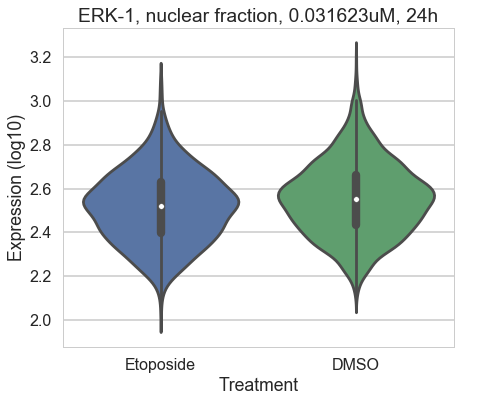 ERK-1, nuclear fraction, 0.031623uM, 24h
3.2
3.0
2.8
2.6
2.4
2.2
2.0
Expression (log10)
Etoposide DMSO
Treatment